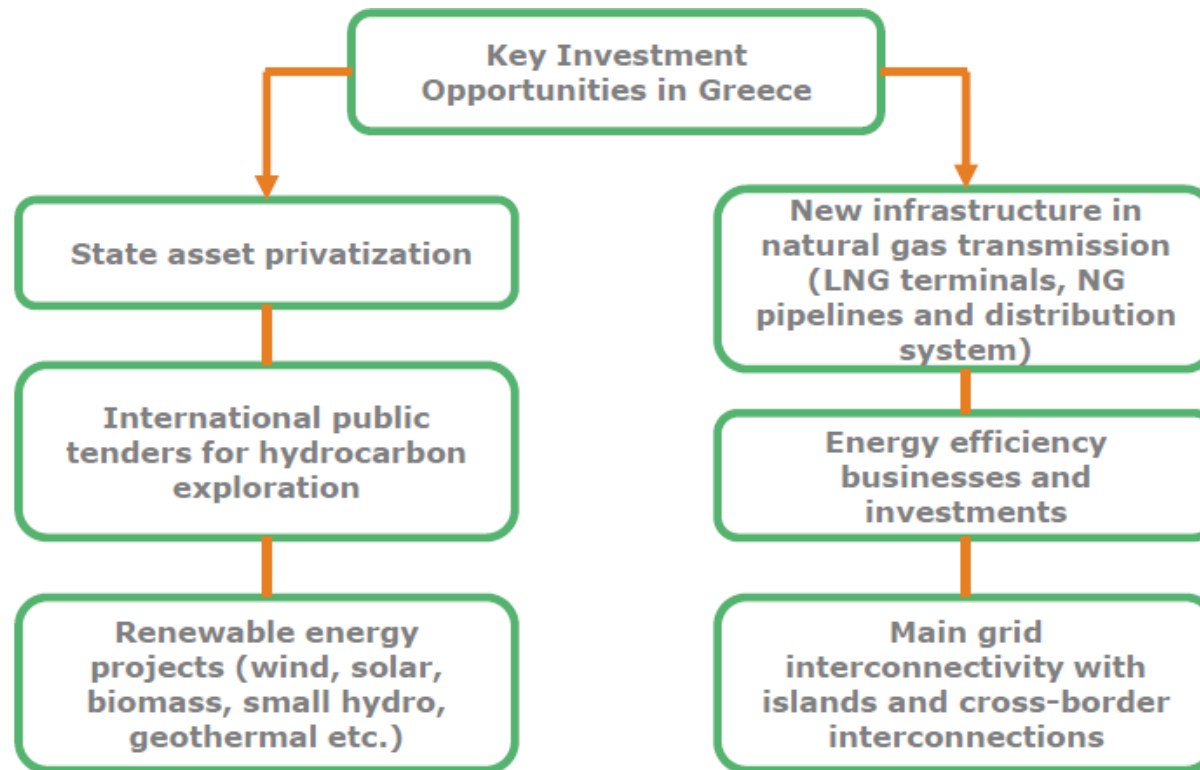 Key Investment
Opportunities in Greece
State asset privatization
International public
tenders for hydrocarbon
exploration
Renewable energy
projects (wind, solar,
biomass, small hydro,
geothermal etc.)
New infrastructure in
natural gas transmission
(LNG terminals, NG
pipelines and distribution
system)
Energy efficiency
businesses and
investments
Main grid
interconnectivity with
islands and cross-border
interconnections